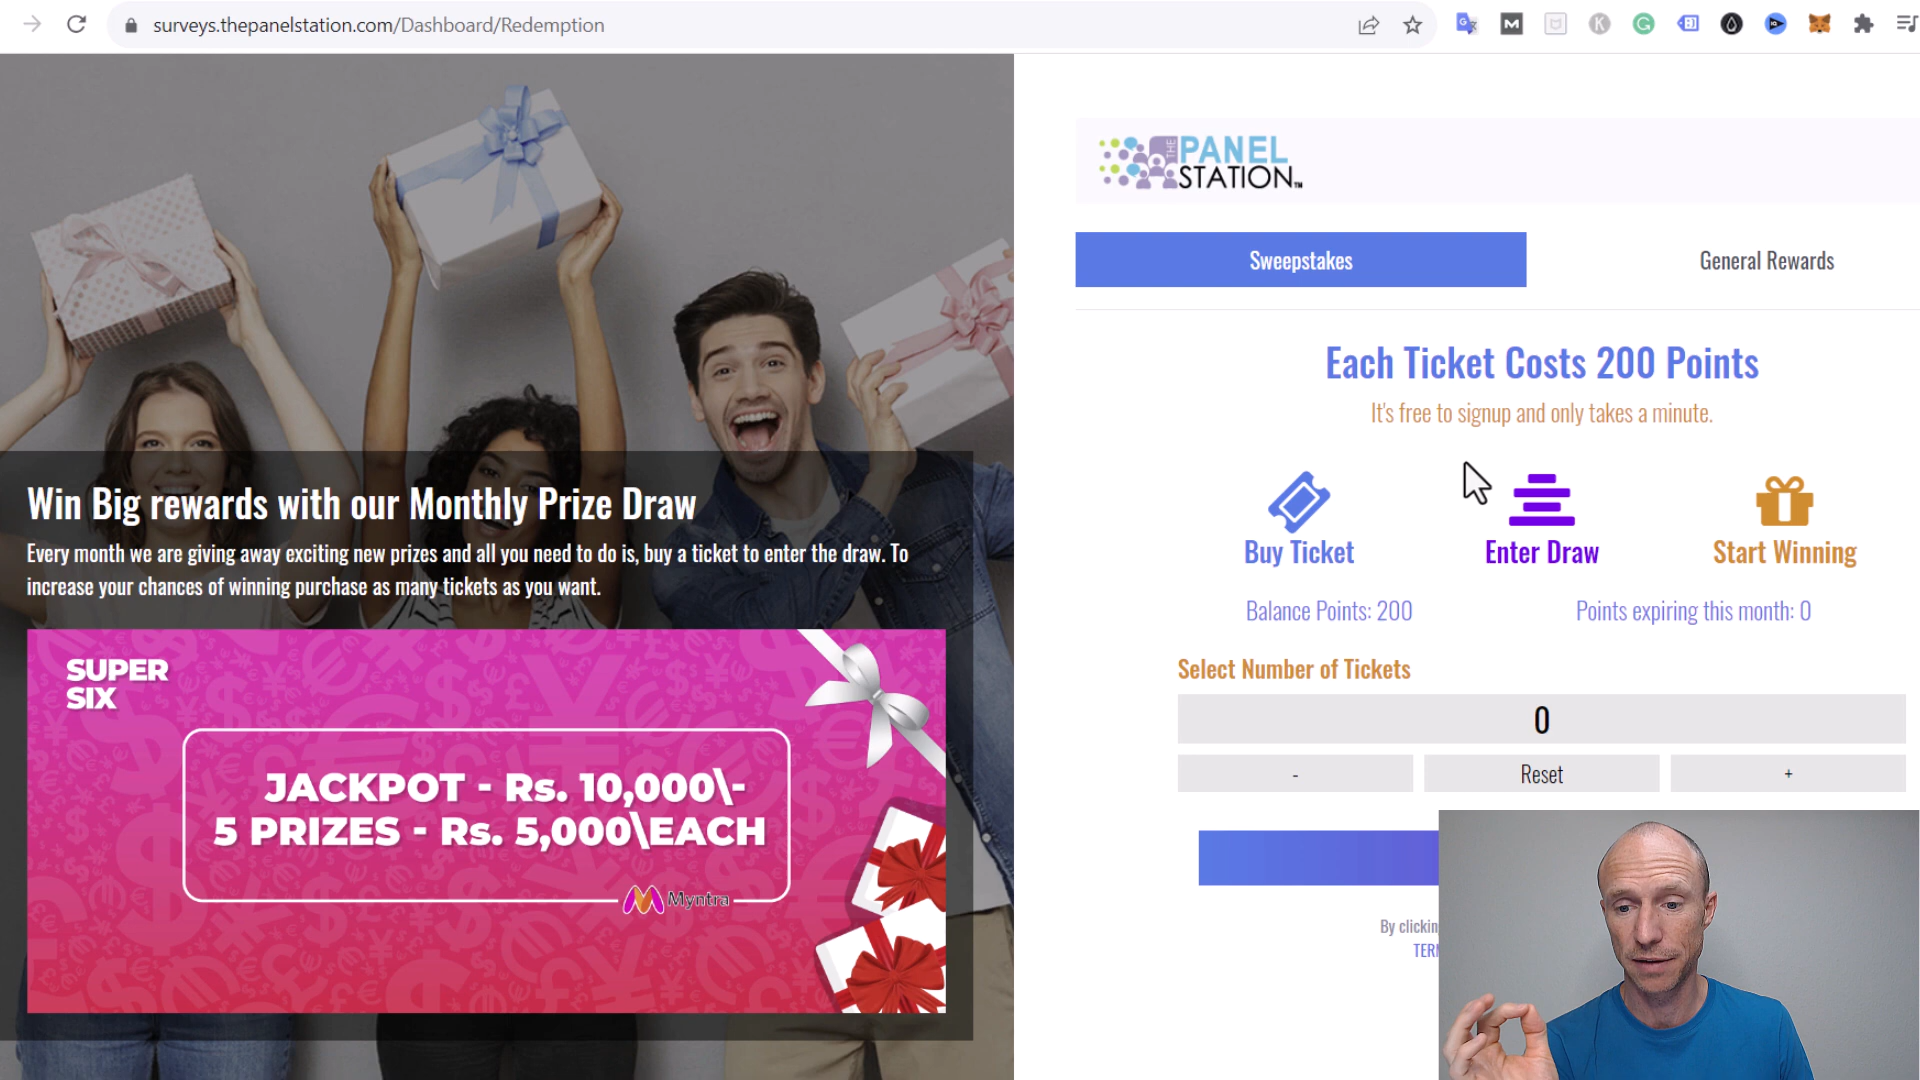 surveys.thepanelstation.com/Dashboard/Redemption
THE PANEL STATION™
Sweepstakes
General Rewards
Each Ticket Costs 200 Points
It's free to signup and only takes a minute.
Buy Ticket
Enter Draw
Start Winning
Balance Points: 200
Points expiring this month: 0
Select Number of Tickets
0
-
Reset
+
By clickin
TER
Win Big rewards with our Monthly Prize Draw
Every month we are giving away exciting new prizes and all you need to do is, buy a ticket to enter the draw. To
increase your chances of winning purchase as many tickets as you want.
SUPER
SIX
JACKPOT - Rs. 10,000\-
5 PRIZES - Rs. 5,000\EACH
Myntra